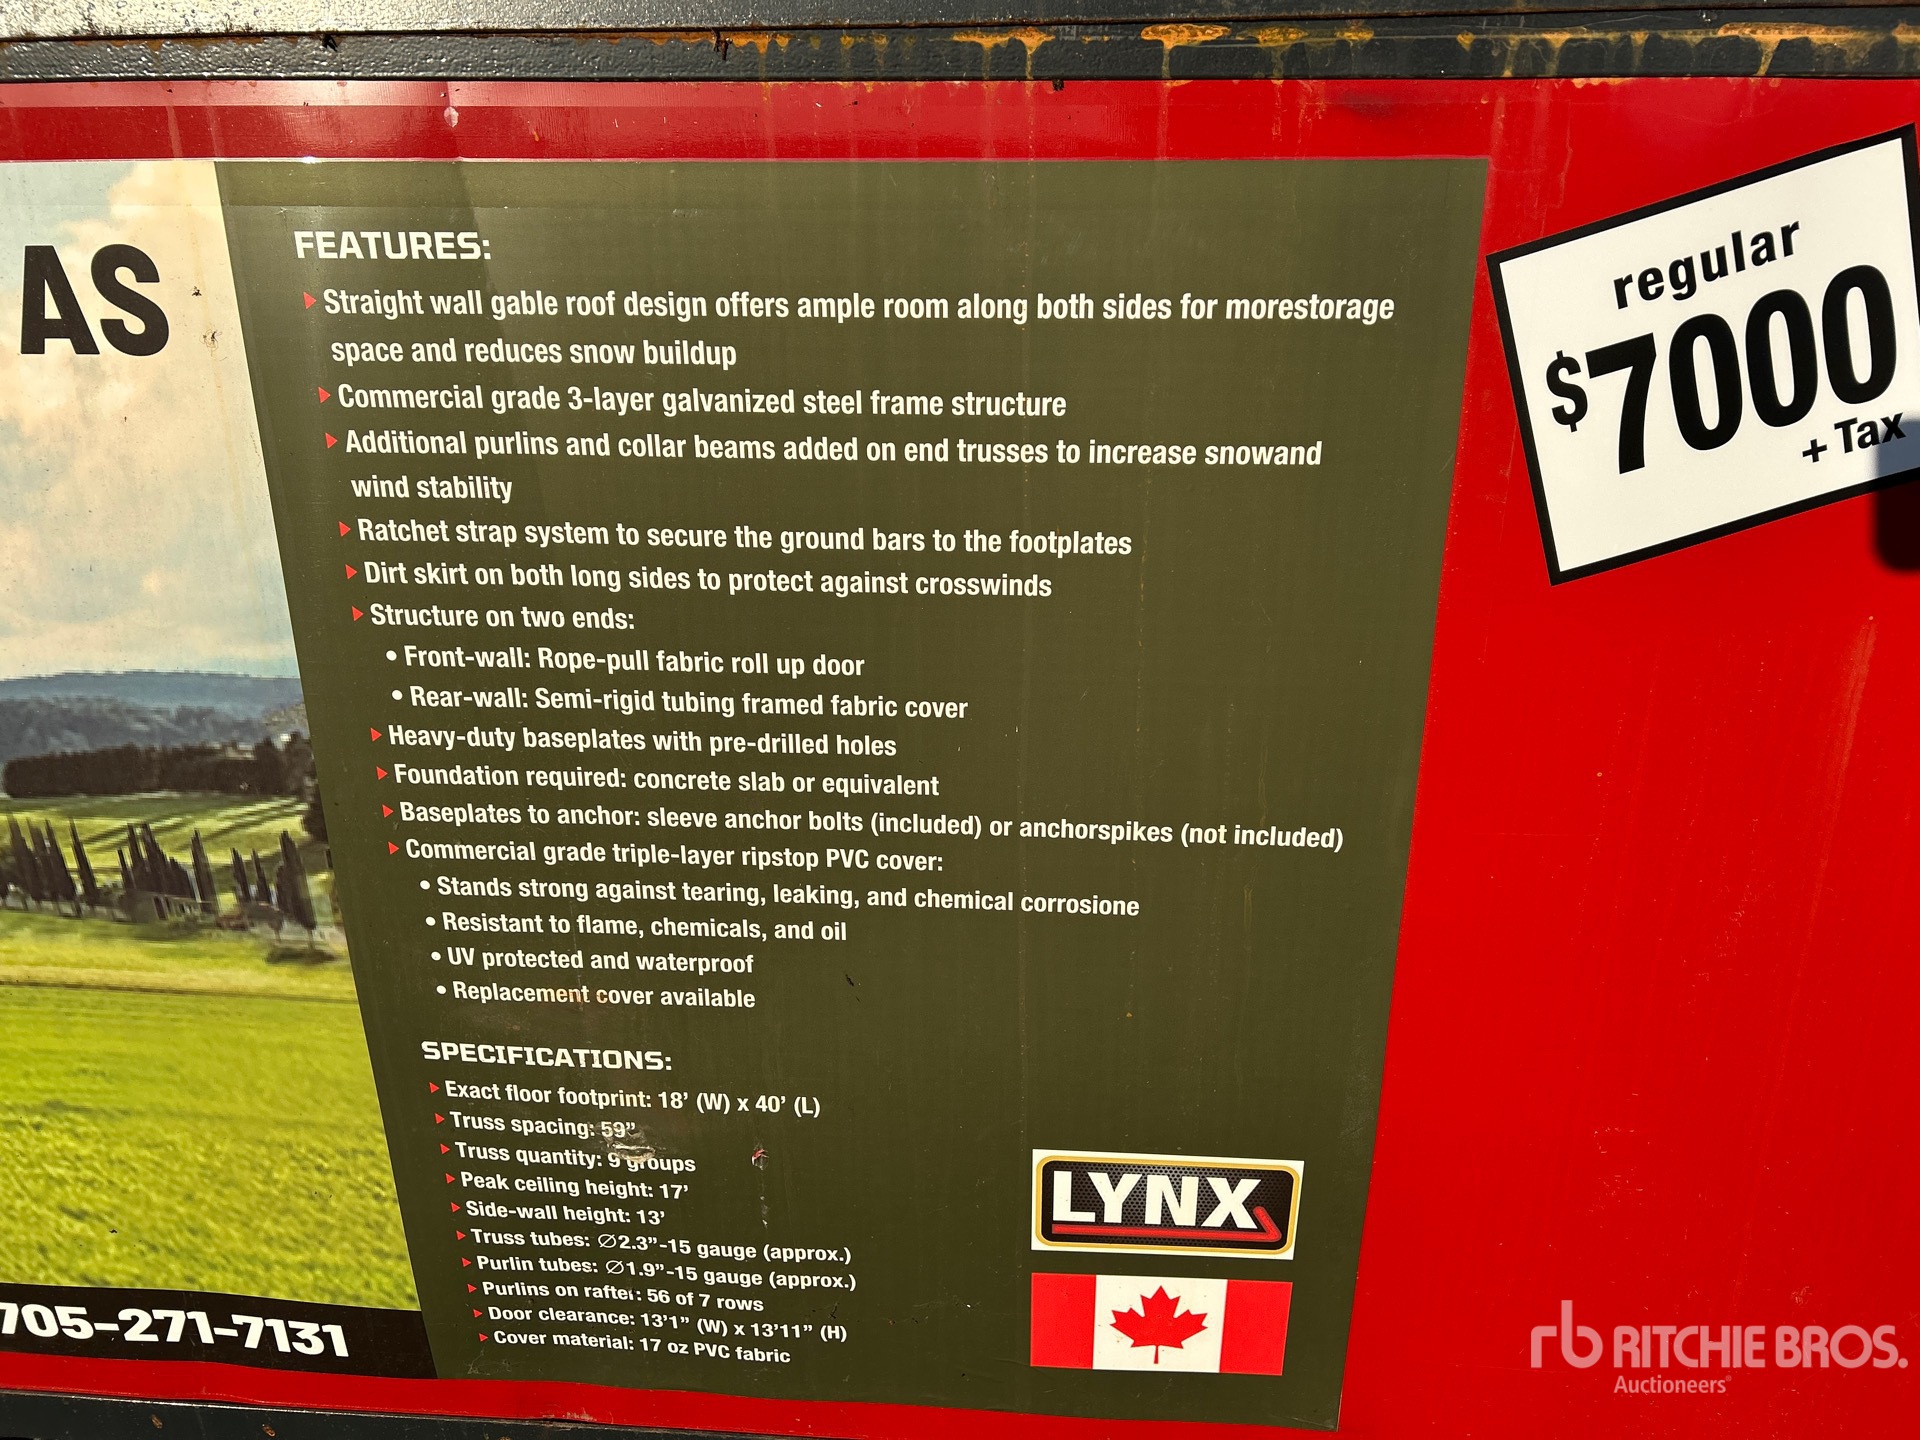 AS
FEATURES:
Straight wall gable roof design offers ample room along both sides for morestorage
space and reduces snow buildup
Commercial grade 3-layer galvanized steel frame structure
Additional purlins and collar beams added on end trusses to increase snowand
wind stability
Ratchet strap system to secure the ground bars to the footplates
Dirt skirt on both long sides to protect against crosswinds
Structure on two ends:
• Front-wall: Rope-pull fabric roll up door
• Rear-wall: Semi-rigid tubing framed fabric cover
Heavy-duty baseplates with pre-drilled holes
Foundation required: concrete slab or equivalent
Baseplates to anchor: sleeve anchor bolts (included) or anchorspikes (not included)
Commercial grade triple-layer ripstop PVC cover:
• Stands strong against tearing, leaking, and chemical corrosione
• Resistant to flame, chemicals, and oil
• UV protected and waterproof
• Replacement cover available
SPECIFICATIONS:
Exact floor footprint: 18' (W) x 40' (L)
Truss spacing: 59”
Truss quantity: 9 groups
Peak ceiling height: 17'
Side-wall height: 13'
Truss tubes: ∅2.3”-15 gauge (approx.)
Purlin tubes: ∅1.9”-15 gauge (approx.)
Purlins on rafter: 56 of 7 rows
Door clearance: 13'1” (W) x 13'11” (H)
Cover material: 17 oz PVC fabric
705-271-7131
LYNX
regular
$7000
+ Tax
rb RITCHIE BROS.
Auctioneers